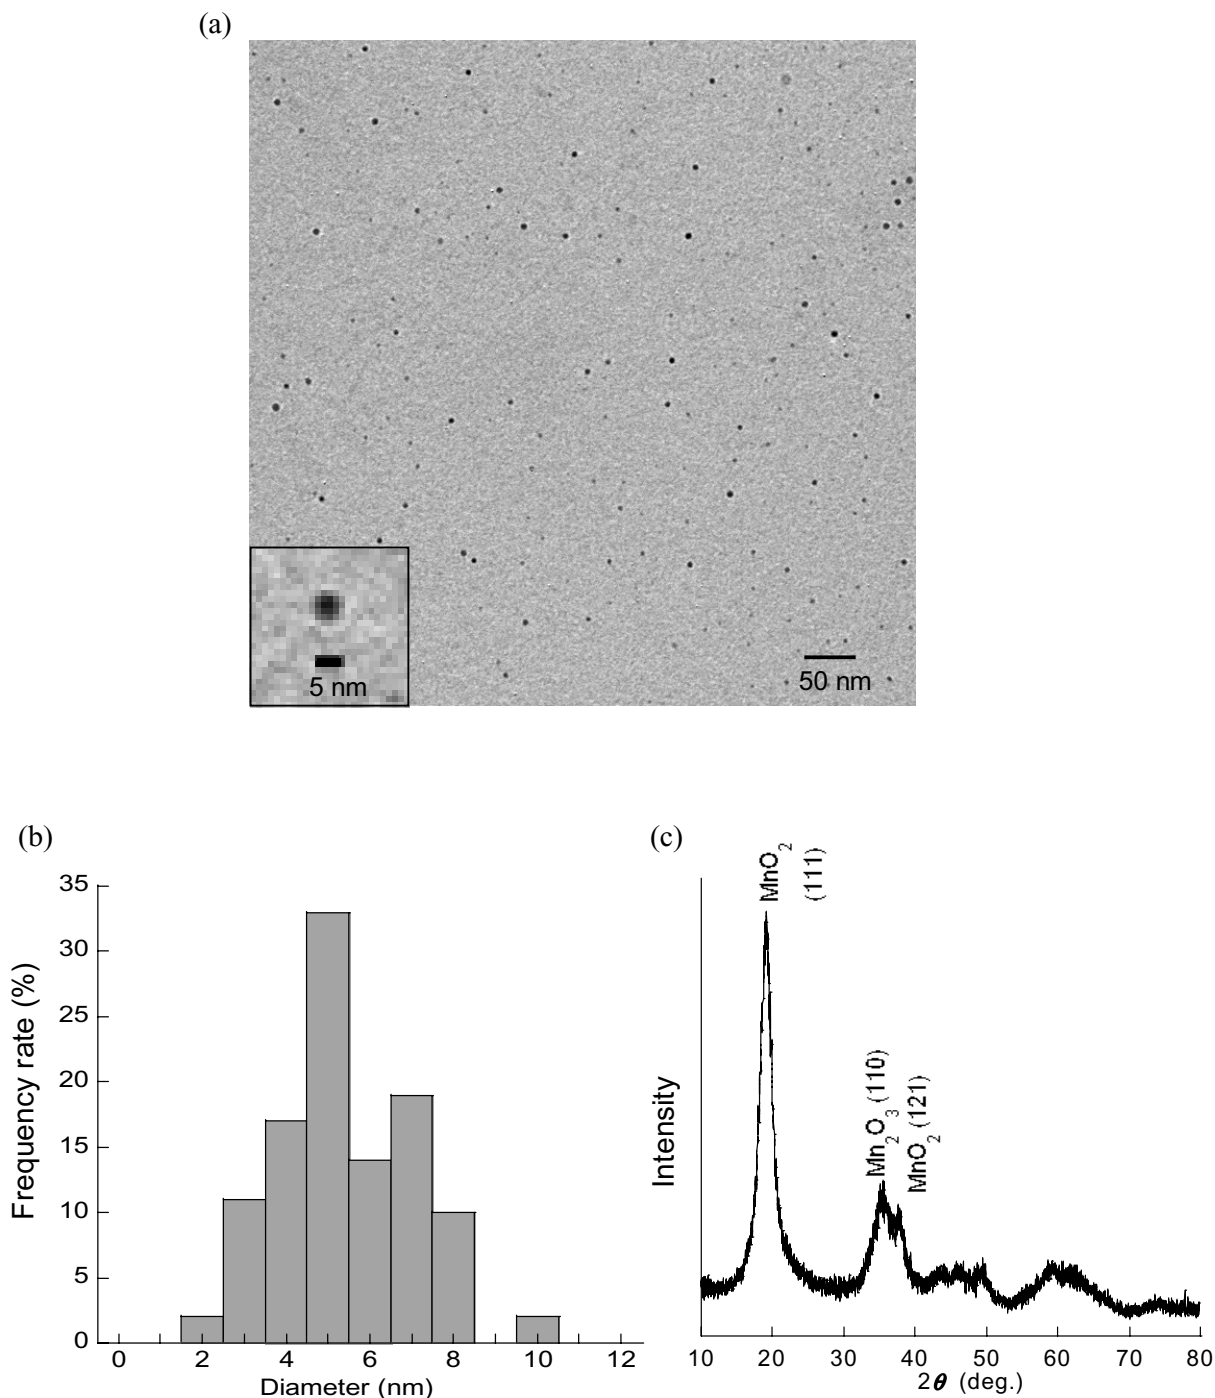 (a)
5 nm
50 nm
(b)
35
30
25
20
15
10
5
0
Frequency rate (%)
0 2 4 6 8 10 12
Diameter (nm)
(c)
MnO2 (111)
Mn2O3 (110)
MnO2 (121)
Intensity
10 20 30 40 50 60 70 80
2θ (deg.)